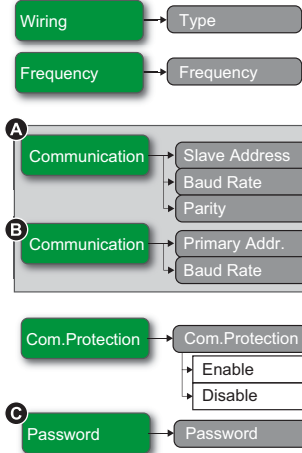 Wiring Type
Frequency Frequency
A
Communication Slave Address
Baud Rate
Parity
B
Communication Primary Addr.
Baud Rate
Com.Protection Com.Protection
Enable
Disable
C
Password Password